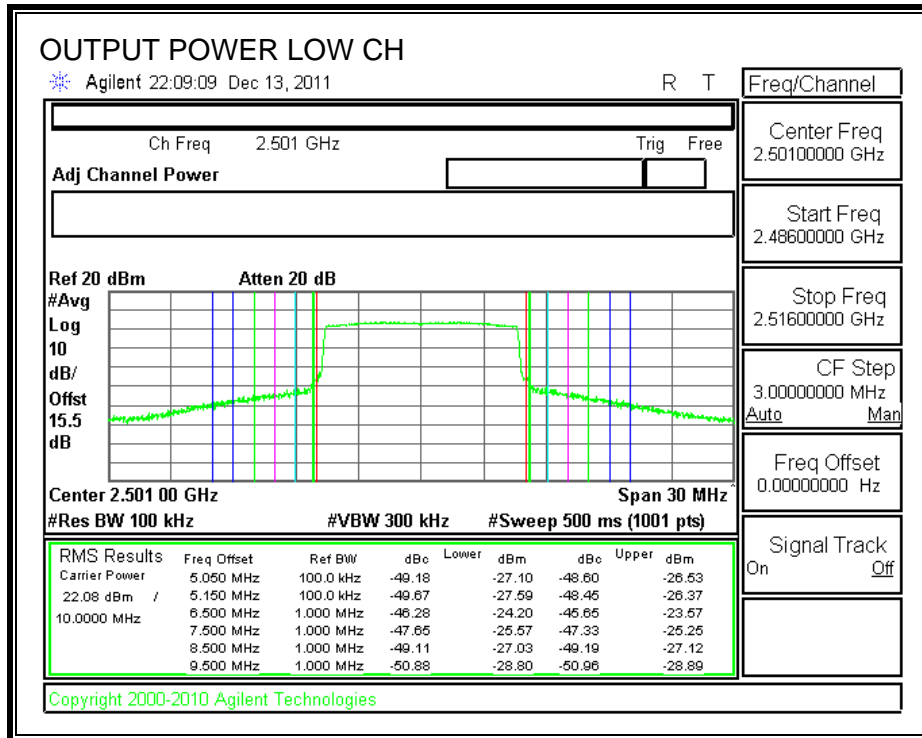 OUTPUT POWER LOW CH
Agilent 22:09:09 Dec 13, 2011 R T
Freq/Channel
Ch Freq 2.501 GHz Trig Free
Adj Channel Power
Center Freq
2.50100000 GHz
Start Freq
2.48600000 GHz
Stop Freq
2.51600000 GHz
CF Step
3.00000000 MHz
Auto Man
Freq Offset
0.00000000 Hz
Signal Track
On Off
Ref 20 dBm Atten 20 dB
#Avg
Log
10
dB/
Offst
15.5
dB
Center 2.501 00 GHz Span 30 MHz^
#Res BW 100 kHz #VBW 300 kHz #Sweep 500 ms (1001 pts)
RMS Results Freq Offset Ref BW dBc Lower dBm dBc Upper dBm
Carrier Power 5.050 MHz 100.0 kHz -49.18 -27.10 -48.60 -26.53
22.08 dBm / 5.150 MHz 100.0 kHz -49.67 -27.59 -48.45 -26.37
10.0000 MHz 6.500 MHz 1.000 MHz -46.28 -24.20 -45.65 -23.57
7.500 MHz 1.000 MHz -47.65 -25.57 -47.33 -25.25
8.500 MHz 1.000 MHz -49.11 -27.03 -49.19 -27.12
9.500 MHz 1.000 MHz -50.88 -28.80 -50.96 -28.89
Copyright 2000-2010 Agilent Technologies